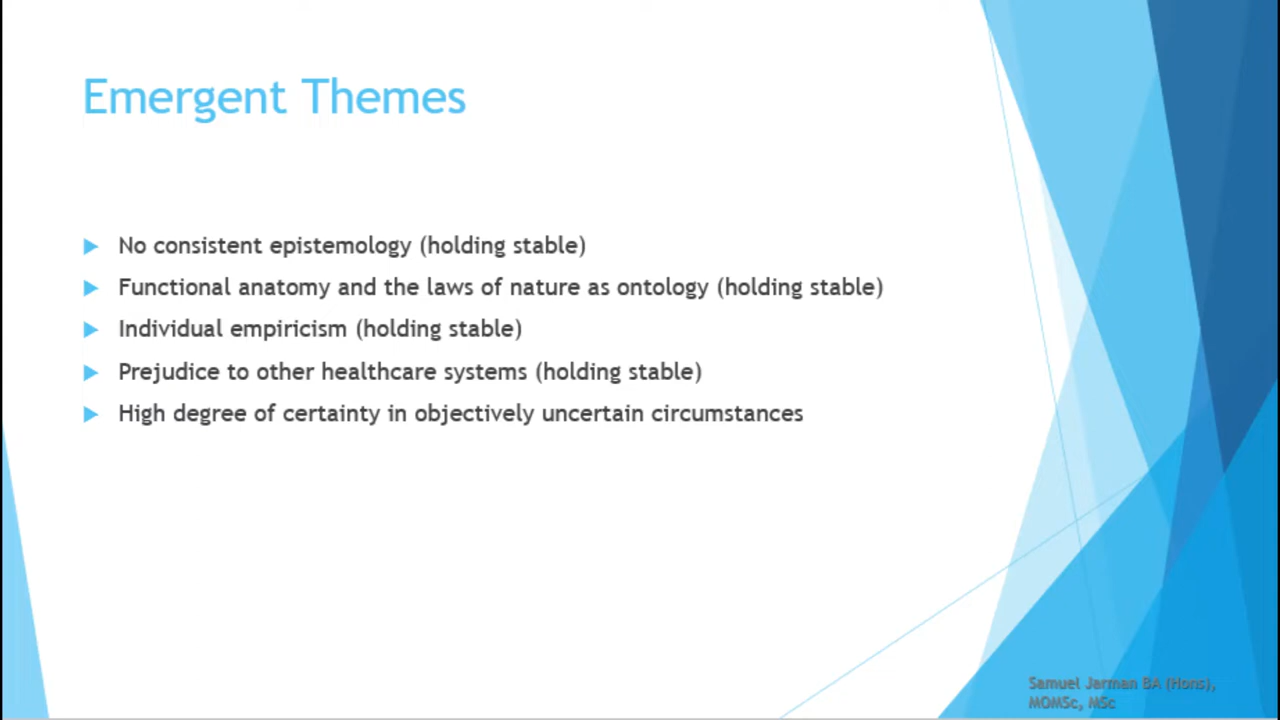 Emergent Themes
No consistent epistemology (holding stable)
Functional anatomy and the laws of nature as ontology (holding stable)
Individual empiricism (holding stable)
Prejudice to other healthcare systems (holding stable)
High degree of certainty in objectively uncertain circumstances
Samuel Jarman BA (Hons),
MOMSc, MSc